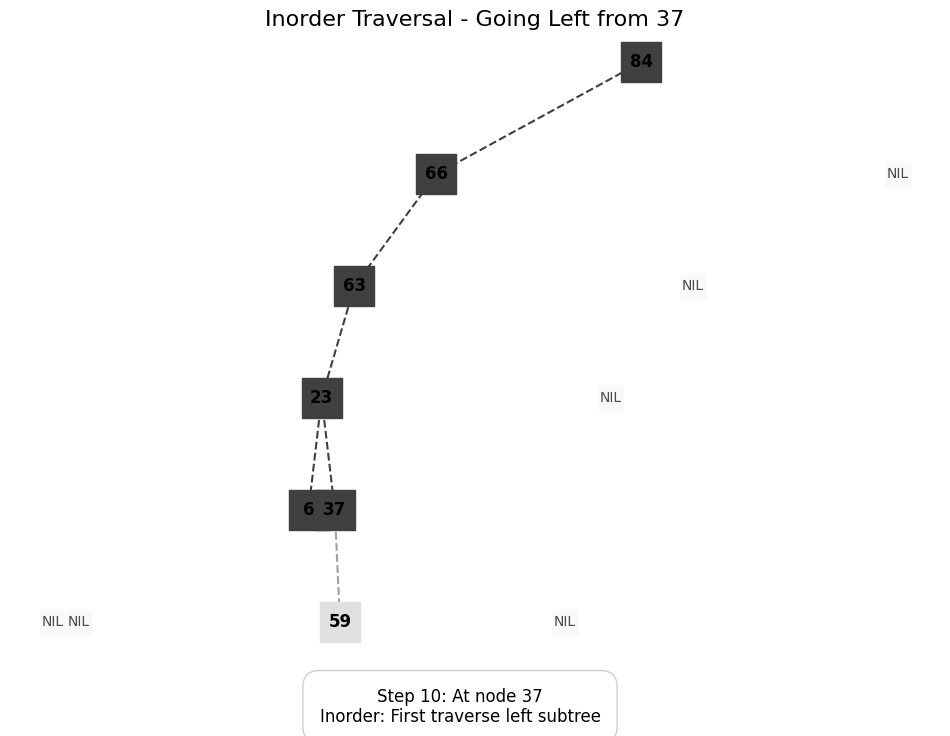 Inorder Traversal - Going Left from 37
84
66
NIL
63
NIL
23
NIL
6 37
NIL NIL 59 NIL
Step 10: At node 37
Inorder: First traverse left subtree